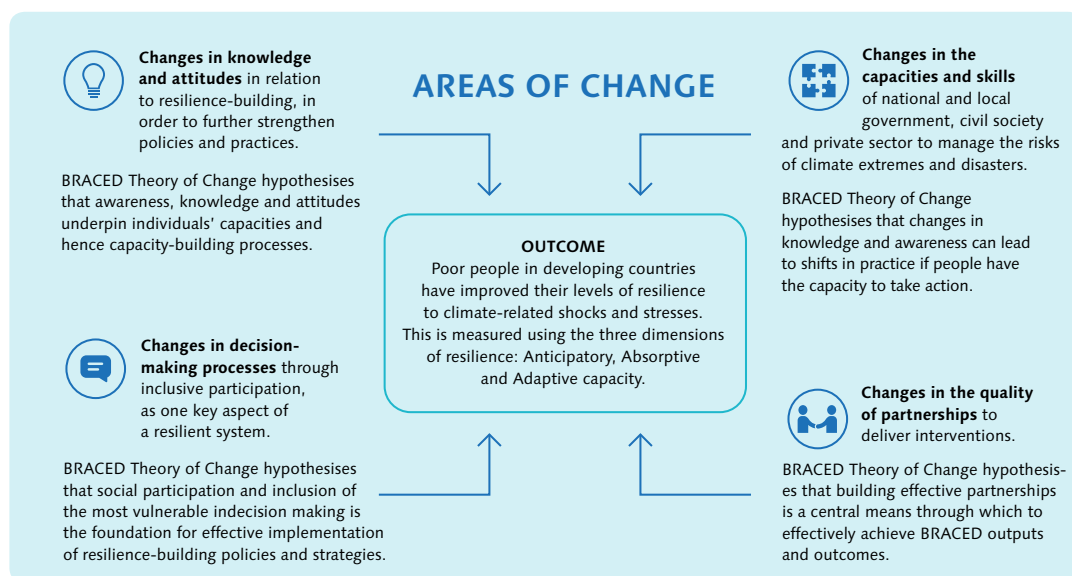 AREAS OF CHANGE
Changes in knowledge
and attitudes in relation
to resilience-building, in
order to further strengthen
policies and practices.
BRACED Theory of Change hypothesises
that awareness, knowledge and attitudes
underpin individuals’ capacities and
hence capacity-building processes.
Changes in the
capacities and skills
of national and local
government, civil society
and private sector to manage the risks
of climate extremes and disasters.
BRACED Theory of Change
hypothesises that changes in
knowledge and awareness can lead
to shifts in practice if people have
the capacity to take action.
OUTCOME
Poor people in developing countries
have improved their levels of resilience
to climate-related shocks and stresses.
This is measured using the three dimensions
of resilience: Anticipatory, Absorptive
and Adaptive capacity.
Changes in decision-
making processes through
inclusive participation,
as one key aspect of
a resilient system.
BRACED Theory of Change hypothesises
that social participation and inclusion of
the most vulnerable indecision making is
the foundation for effective implementation
of resilience-building policies and strategies.
Changes in the quality
of partnerships to
deliver interventions.
BRACED Theory of Change hypothesis-
es that building effective partnerships
is a central means through which to
effectively achieve BRACED outputs
and outcomes.